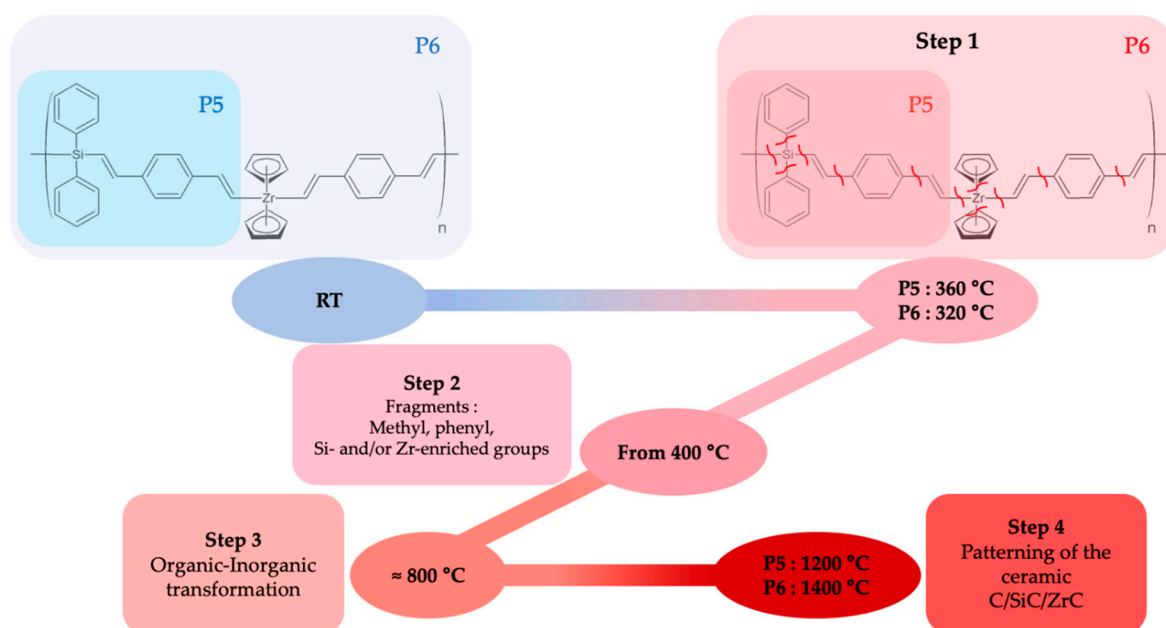 P6
P5
Si
Zr
n
Step 1
P6
P5
Si
Zr
n
RT
P5 : 360 °C
P6 : 320 °C
Step 2
Fragments :
Methyl, phenyl,
Si- and/or Zr-enriched groups
From 400 °C
Step 3
Organic-Inorganic
transformation
≈ 800 °C
P5 : 1200 °C
P6 : 1400 °C
Step 4
Patterning of the
ceramic
C/SiC/ZrC